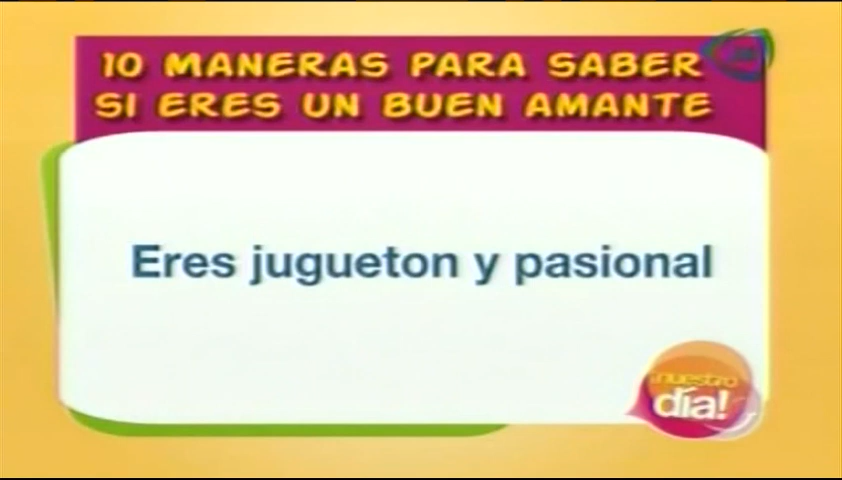 10 MANERAS PARA SABER
SI ERES UN BUEN AMANTE
Eres jugueton y pasional
¡nuestro
día!